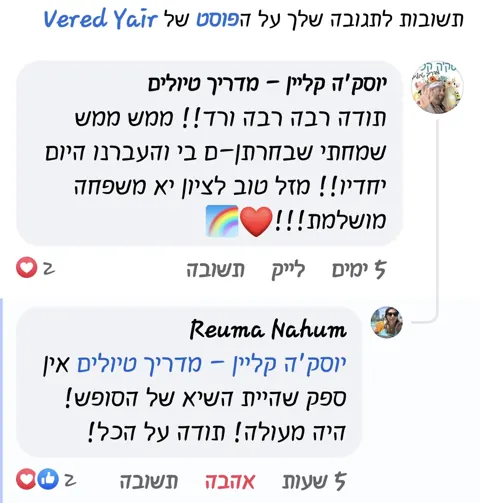 תשובות לתגובה שלך על הפוסט של Vered Yair
יוסק'ה קליין - מדריך טיולים
תודה רבה רבה ורד!! ממש ממש
שמחתי שבחרתן-ם בי והעברנו היום
יחדיו!! מזל טוב לציון יא משפחה
מושלמת!!!❤️🌈
5 ימים לייק תשובה 2
Reuma Nahum
יוסק'ה קליין - מדריך טיולים אין
ספק שהיית השיא של הסופש!
היה מעולה! תודה על הכל!
5 שעות אהבה תשובה 2